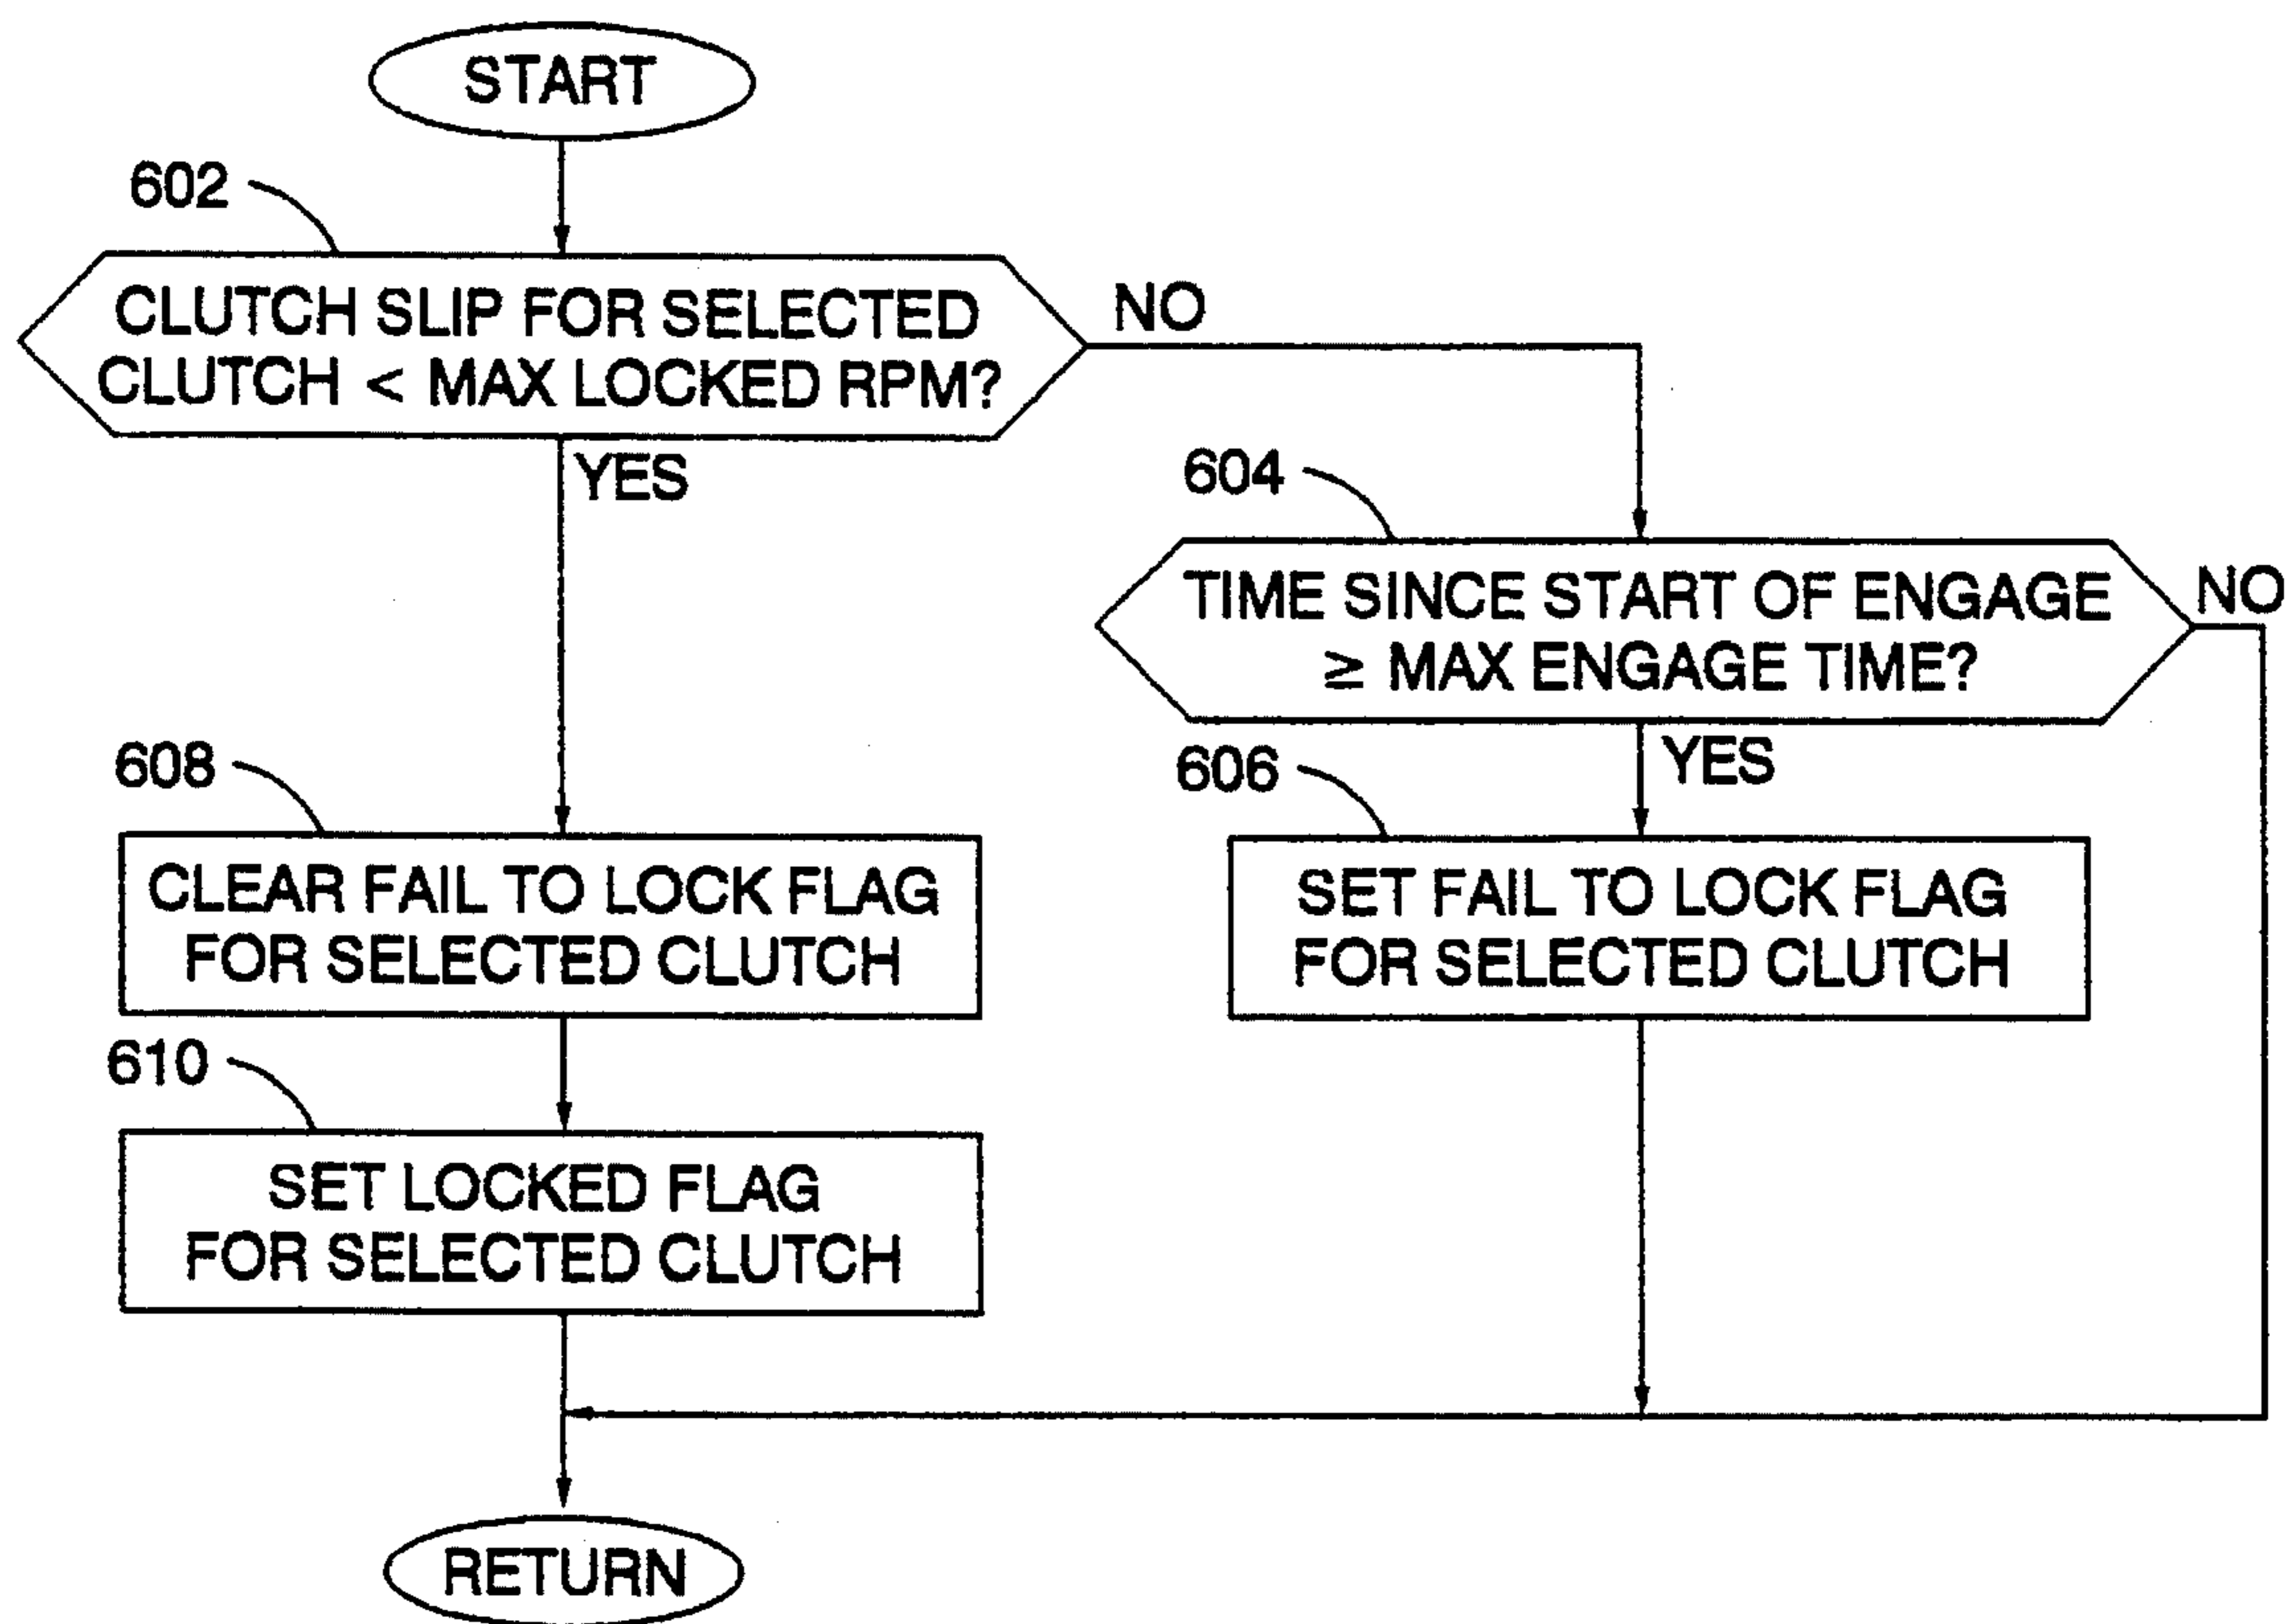 START
602
CLUTCH SLIP FOR SELECTED
CLUTCH < MAX LOCKED RPM?
NO
YES
604
TIME SINCE START OF ENGAGE
≥ MAX ENGAGE TIME?
NO
YES
608
CLEAR FAIL TO LOCK FLAG
FOR SELECTED CLUTCH
606
SET FAIL TO LOCK FLAG
FOR SELECTED CLUTCH
610
SET LOCKED FLAG
FOR SELECTED CLUTCH
RETURN